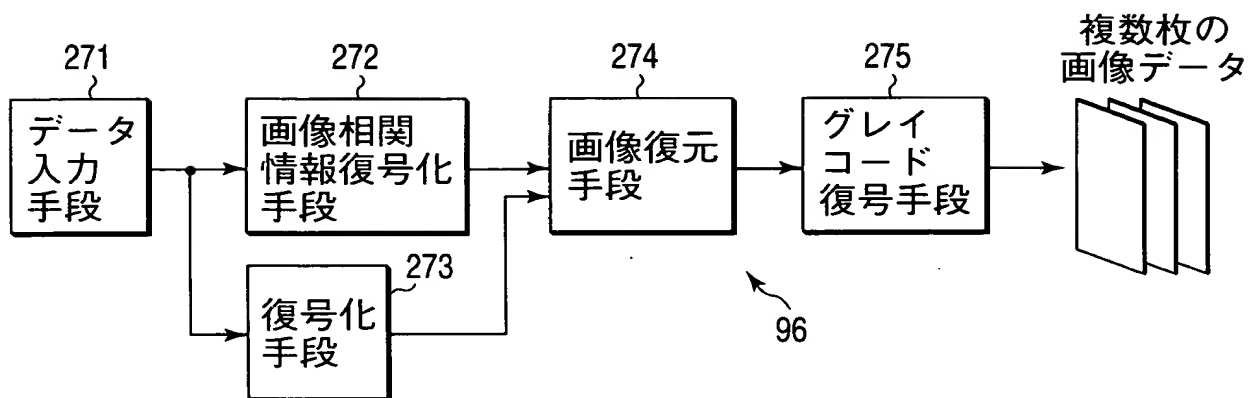 271
データ
入力
手段
272
画像相関
情報復号化
手段
273
復号化
手段
274
画像復元
手段
275
グレイ
コード
復号手段
複数枚の
画像データ
96